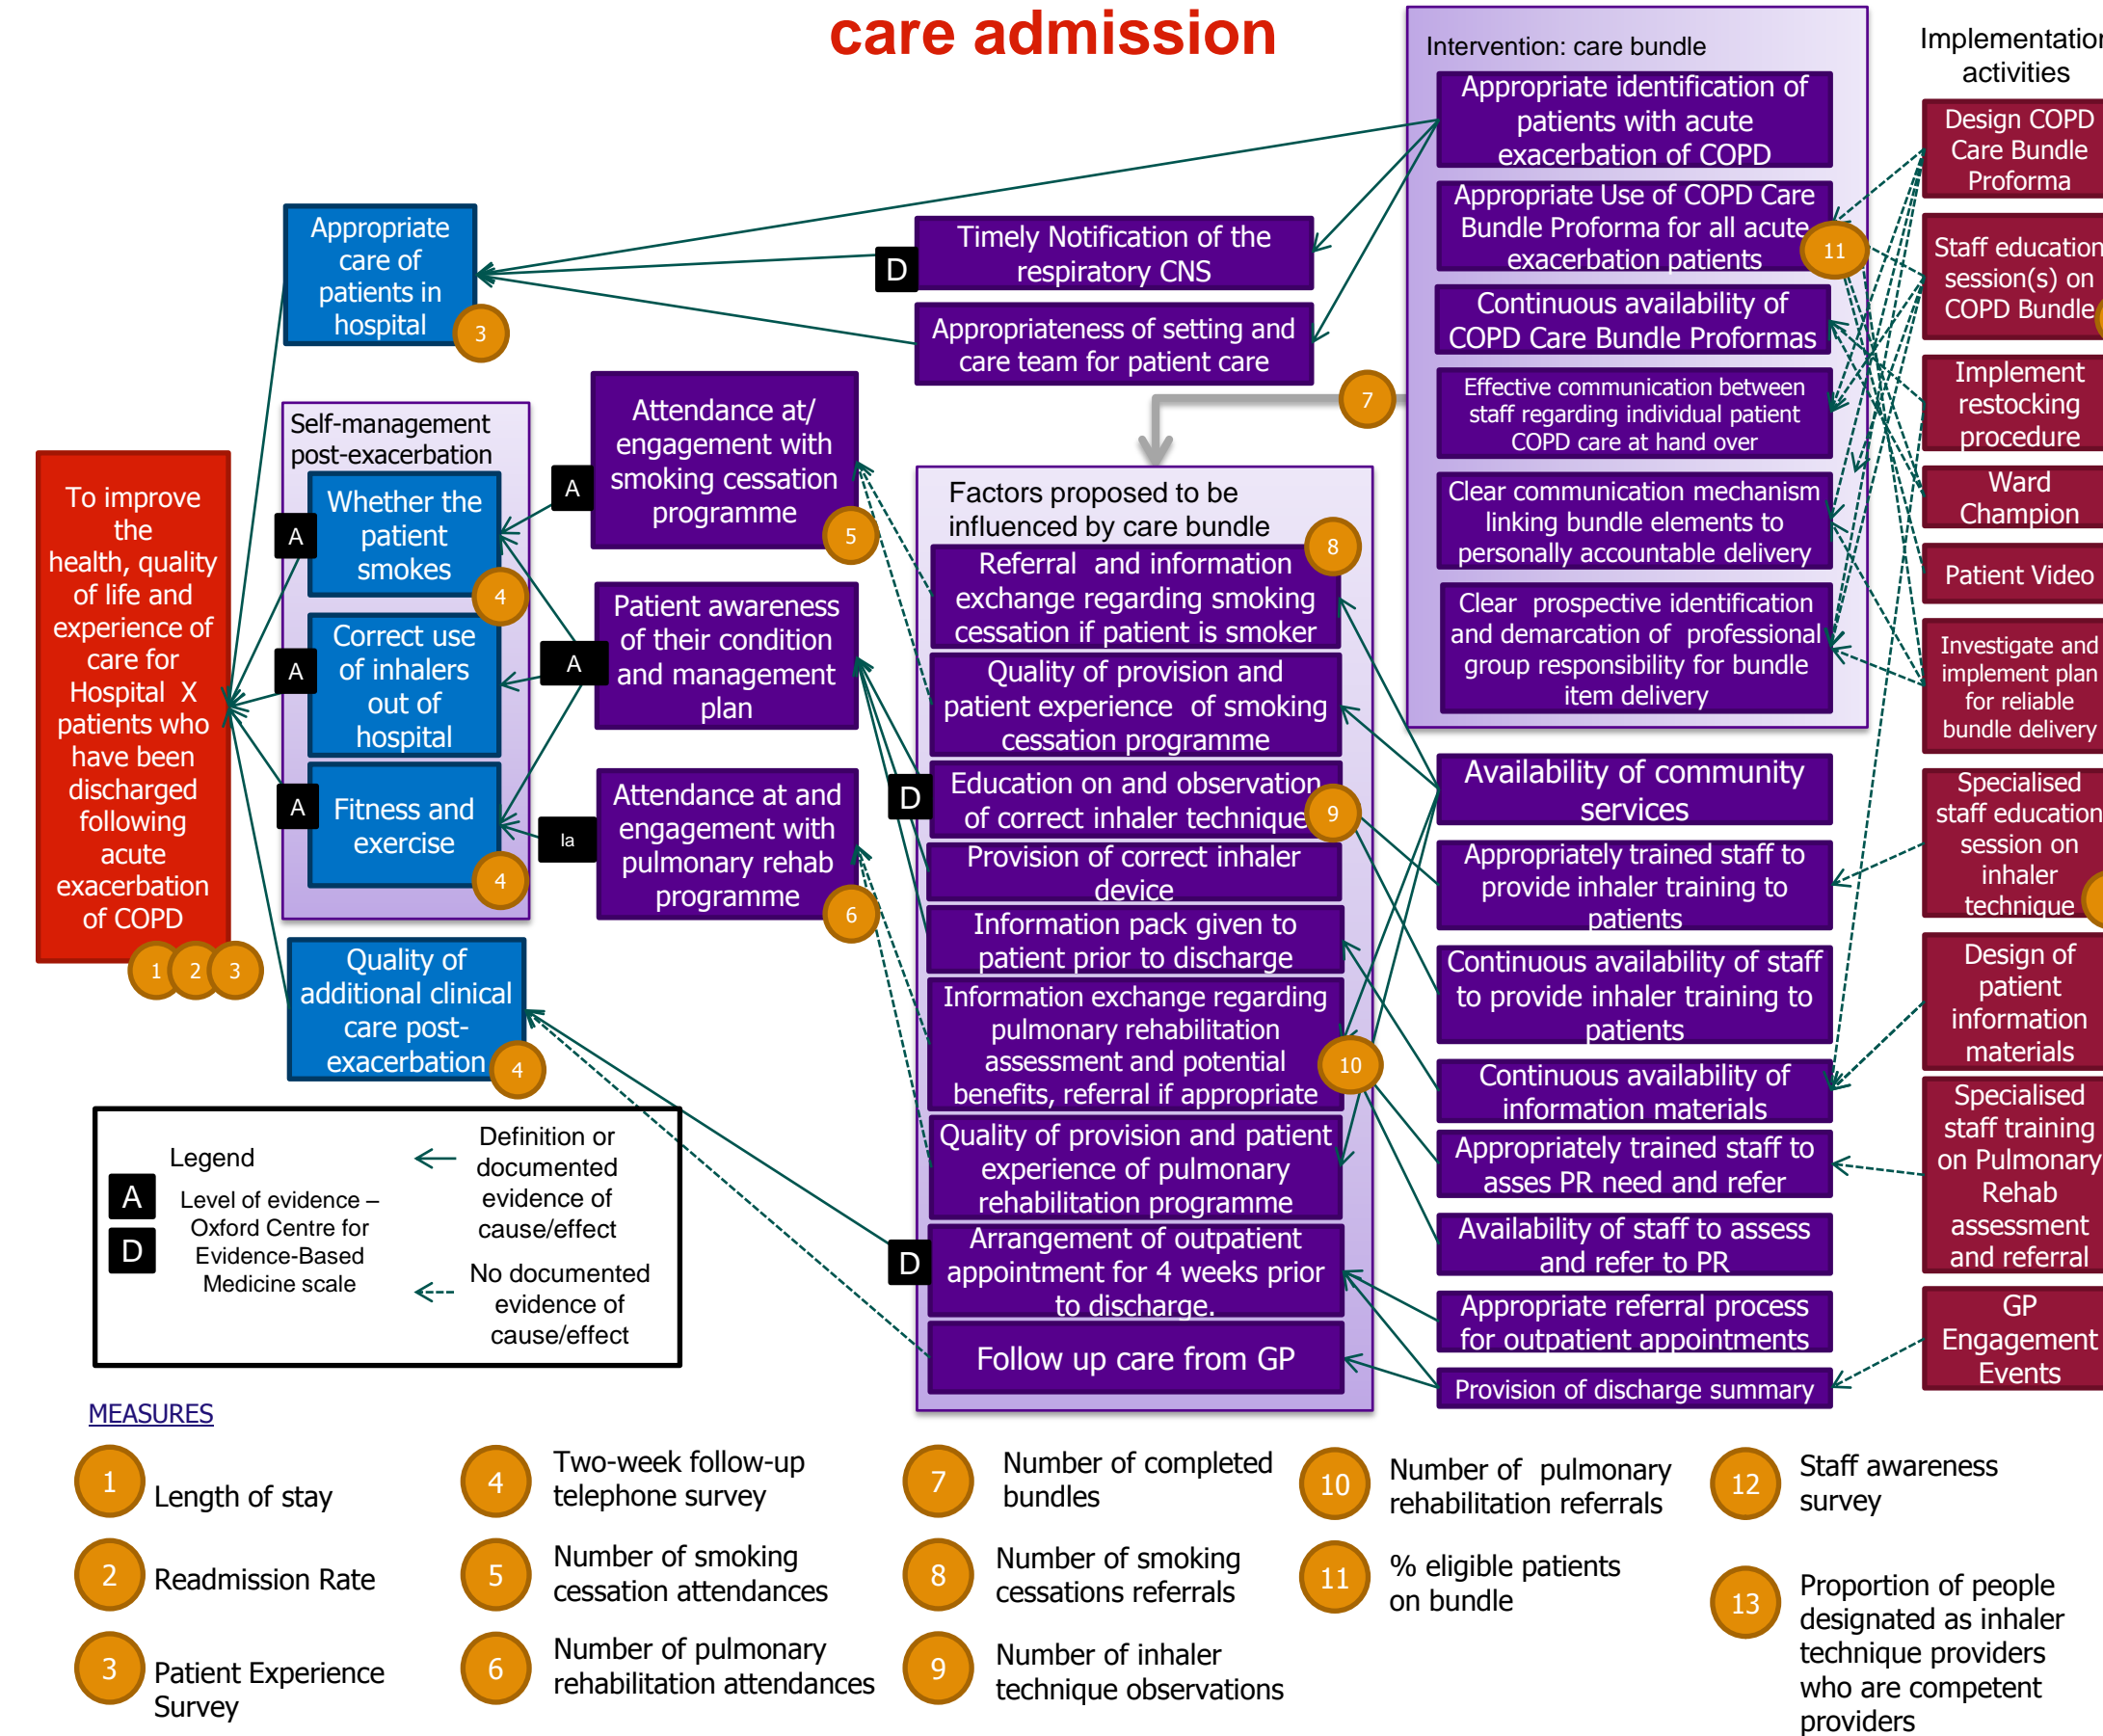 care admission
Intervention: care bundle
Appropriate identification of
patients with acute
exacerbation of COPD
Appropriate Use of COPD Care
Bundle Proforma for all acute
exacerbation patients
11
Continuous availability of
COPD Care Bundle Proformas
Effective communication between
staff regarding individual patient
COPD care at hand over
Clear communication mechanism
linking bundle elements to
personally accountable delivery
Clear prospective identification
and demarcation of professional
group responsibility for bundle
item delivery
Implementation
activities
Design COPD
Care Bundle
Proforma
Staff education
session(s) on
COPD Bundle
Implement
restocking
procedure
Ward
Champion
Patient Video
Investigate and
implement plan
for reliable
bundle delivery
Specialised
staff education
session on
inhaler
technique
Design of
patient
information
materials
Specialised
staff training
on Pulmonary
Rehab
assessment
and referral
GP
Engagement
Events
Appropriate
care of
patients in
hospital
3
D
Timely Notification of the
respiratory CNS
Appropriateness of setting and
care team for patient care
7
Self-management
post-exacerbation
A
Whether the
patient
smokes
4
A
Correct use
of inhalers
out of
hospital
A
Fitness and
exercise
4
To improve
the
health, quality
of life and
experience of
care for
Hospital X
patients who
have been
discharged
following
acute
exacerbation
of COPD
1
2
3
A
Attendance at/
engagement with
smoking cessation
programme
5
A
Patient awareness
of their condition
and management
plan
Ia
Attendance at and
engagement with
pulmonary rehab
programme
6
Quality of
additional clinical
care post-
exacerbation
4
Factors proposed to be
influenced by care bundle
8
Referral and information
exchange regarding smoking
cessation if patient is smoker
Quality of provision and
patient experience of smoking
cessation programme
D
Education on and observation
of correct inhaler technique
9
Provision of correct inhaler
device
Information pack given to
patient prior to discharge
Information exchange regarding
pulmonary rehabilitation
assessment and potential
benefits, referral if appropriate
10
Quality of provision and patient
experience of pulmonary
rehabilitation programme
D
Arrangement of outpatient
appointment for 4 weeks prior
to discharge.
Follow up care from GP
Availability of community
services
Appropriately trained staff to
provide inhaler training to
patients
Continuous availability of staff
to provide inhaler training to
patients
Continuous availability of
information materials
Appropriately trained staff to
asses PR need and refer
Availability of staff to assess
and refer to PR
Appropriate referral process
for outpatient appointments
Provision of discharge summary
Legend
A
D
Level of evidence –
Oxford Centre for
Evidence-Based
Medicine scale
Definition or
documented
evidence of
cause/effect
No documented
evidence of
cause/effect
MEASURES
1
Length of stay
2
Readmission Rate
3
Patient Experience
Survey
4
Two-week follow-up
telephone survey
5
Number of smoking
cessation attendances
6
Number of pulmonary
rehabilitation attendances
7
Number of completed
bundles
8
Number of smoking
cessations referrals
9
Number of inhaler
technique observations
10
Number of pulmonary
rehabilitation referrals
11
% eligible patients
on bundle
12
Staff awareness
survey
13
Proportion of people
designated as inhaler
technique providers
who are competent
providers